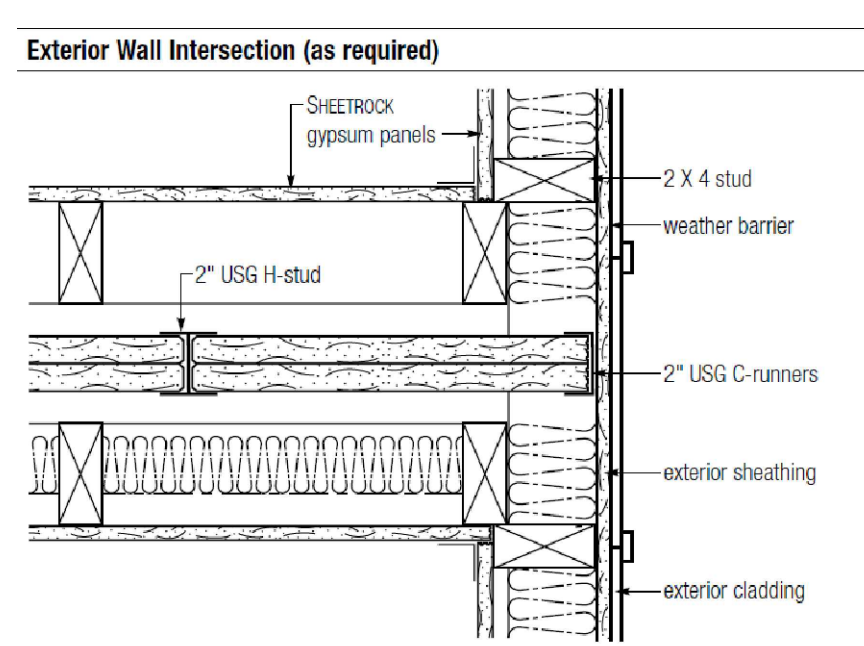 Exterior Wall Intersection (as required)
SHEETROCK
gypsum panels
2 X 4 stud
weather barrier
2" USG H-stud
2" USG C-runners
exterior sheathing
exterior cladding